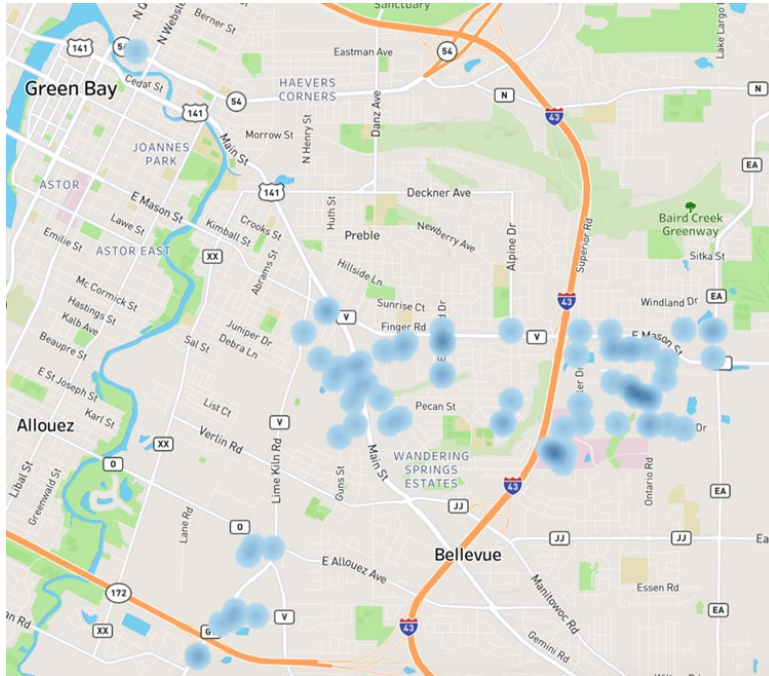 Sanctuary
N Webste
Berner St
141
54
Eastman Ave
54
Lake Largo
Cedar St
Green Bay
HAEVERS
CORNERS
54
N
N
141
43
Main St
Morrow St
N Henry St
Danz Ave
JOANNES
PARK
EA
ASTOR
141
Deckner Ave
E Mason St
Huth St
Baird Creek
Greenway
Lawe St
Kimball St
Crooks St
Newberry Ave
Emilie St
Preble
Alpine Dr
Superior Rd
ASTOR EAST
XX
Abrams St
Hillside Ln
Sitka St
Mc Cormick St
Hastings St
Kalb Ave
Sunrise Ct
43
Windland Dr
EA
V
Finger Rd
V
E Mason St
Juniper Dr
Debra Ln
Beaupre St
Sal St
E St Joseph St
List Ct
Pecan St
Karl St
V
Allouez
Verlin Rd
Dr
XX
Lime Kiln Rd
Main St
WANDERING
SPRINGS
ESTATES
O
Libal St
Greenwald St
Guns St
43
Ontario Rd
EA
Lane Rd
JJ
O
JJ
JJ
Ea
E Allouez Ave
Bellevue
172
Manitowoc Rd
Essen Rd
XX
V
43
EA
Gemini Rd